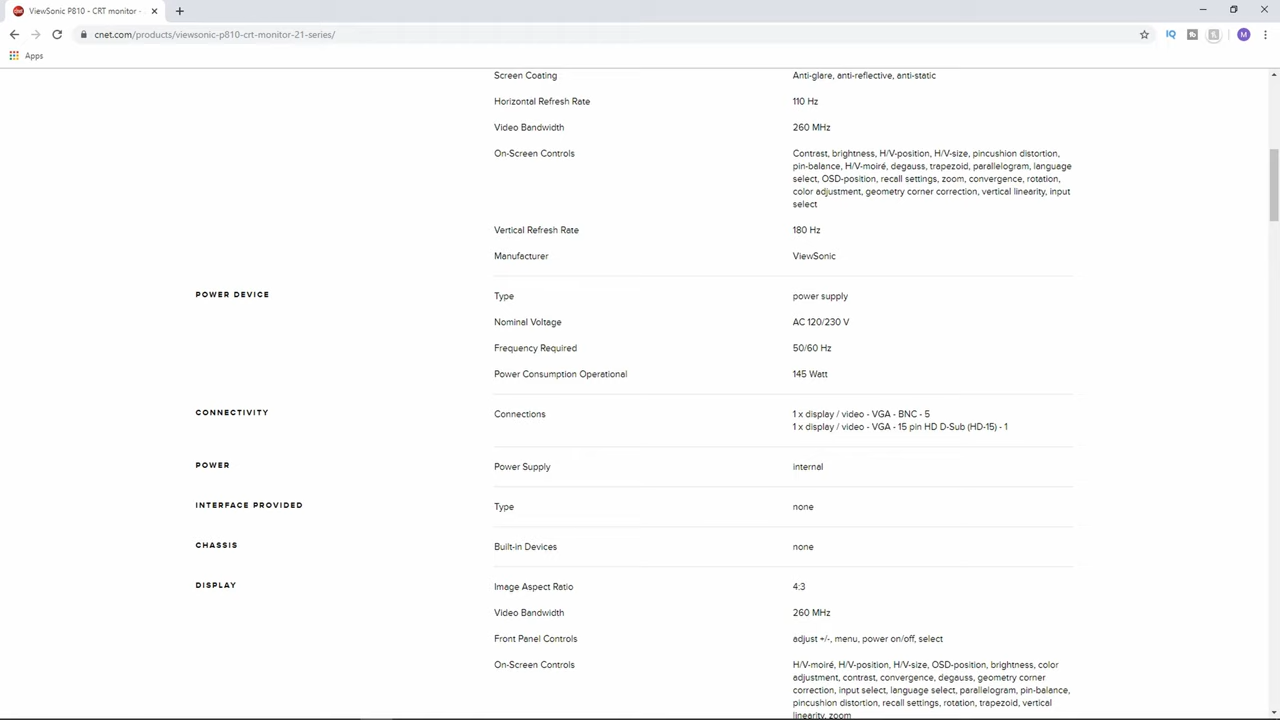 ViewSonic P810 - CRT monitor -
cnet.com/products/viewsonic-p810-crt-monitor-21-series/
IQ
M
Apps
Screen Coating Anti-glare, anti-reflective, anti-static
Horizontal Refresh Rate 110 Hz
Video Bandwidth 260 MHz
On-Screen Controls Contrast, brightness, H/V-position, H/V-size, pincushion distortion,
pin-balance, H/V-moiré, degauss, trapezoid, parallelogram, language
select, OSD-position, recall settings, zoom, convergence, rotation,
color adjustment, geometry corner correction, vertical linearity, input
select
Vertical Refresh Rate 180 Hz
Manufacturer ViewSonic
POWER DEVICE Type power supply
Nominal Voltage AC 120/230 V
Frequency Required 50/60 Hz
Power Consumption Operational 145 Watt
CONNECTIVITY Connections 1 x display / video - VGA - BNC - 5
1 x display / video - VGA - 15 pin HD D-Sub (HD-15) - 1
POWER Power Supply internal
INTERFACE PROVIDED Type none
CHASSIS Built-in Devices none
DISPLAY Image Aspect Ratio 4:3
Video Bandwidth 260 MHz
Front Panel Controls adjust +/-, menu, power on/off, select
On-Screen Controls H/V-moiré, H/V-position, H/V-size, OSD-position, brightness, color
adjustment, contrast, convergence, degauss, geometry corner
correction, input select, language select, parallelogram, pin-balance,
pincushion distortion, recall settings, rotation, trapezoid, vertical
linearity, zoom